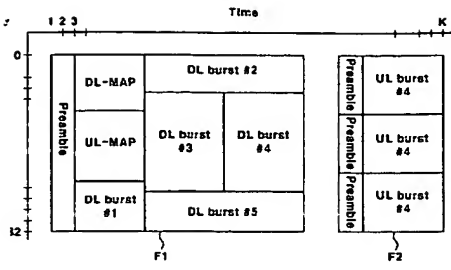 Time
1 2 3 K
0
Preamble
DL-MAP
UL-MAP
DL burst
#1
DL burst #2
DL burst
#3
DL burst
#4
DL burst #5
Preamble
UL burst
#4
Preamble
UL burst
#4
Preamble
UL burst
#4
32
F1
F2